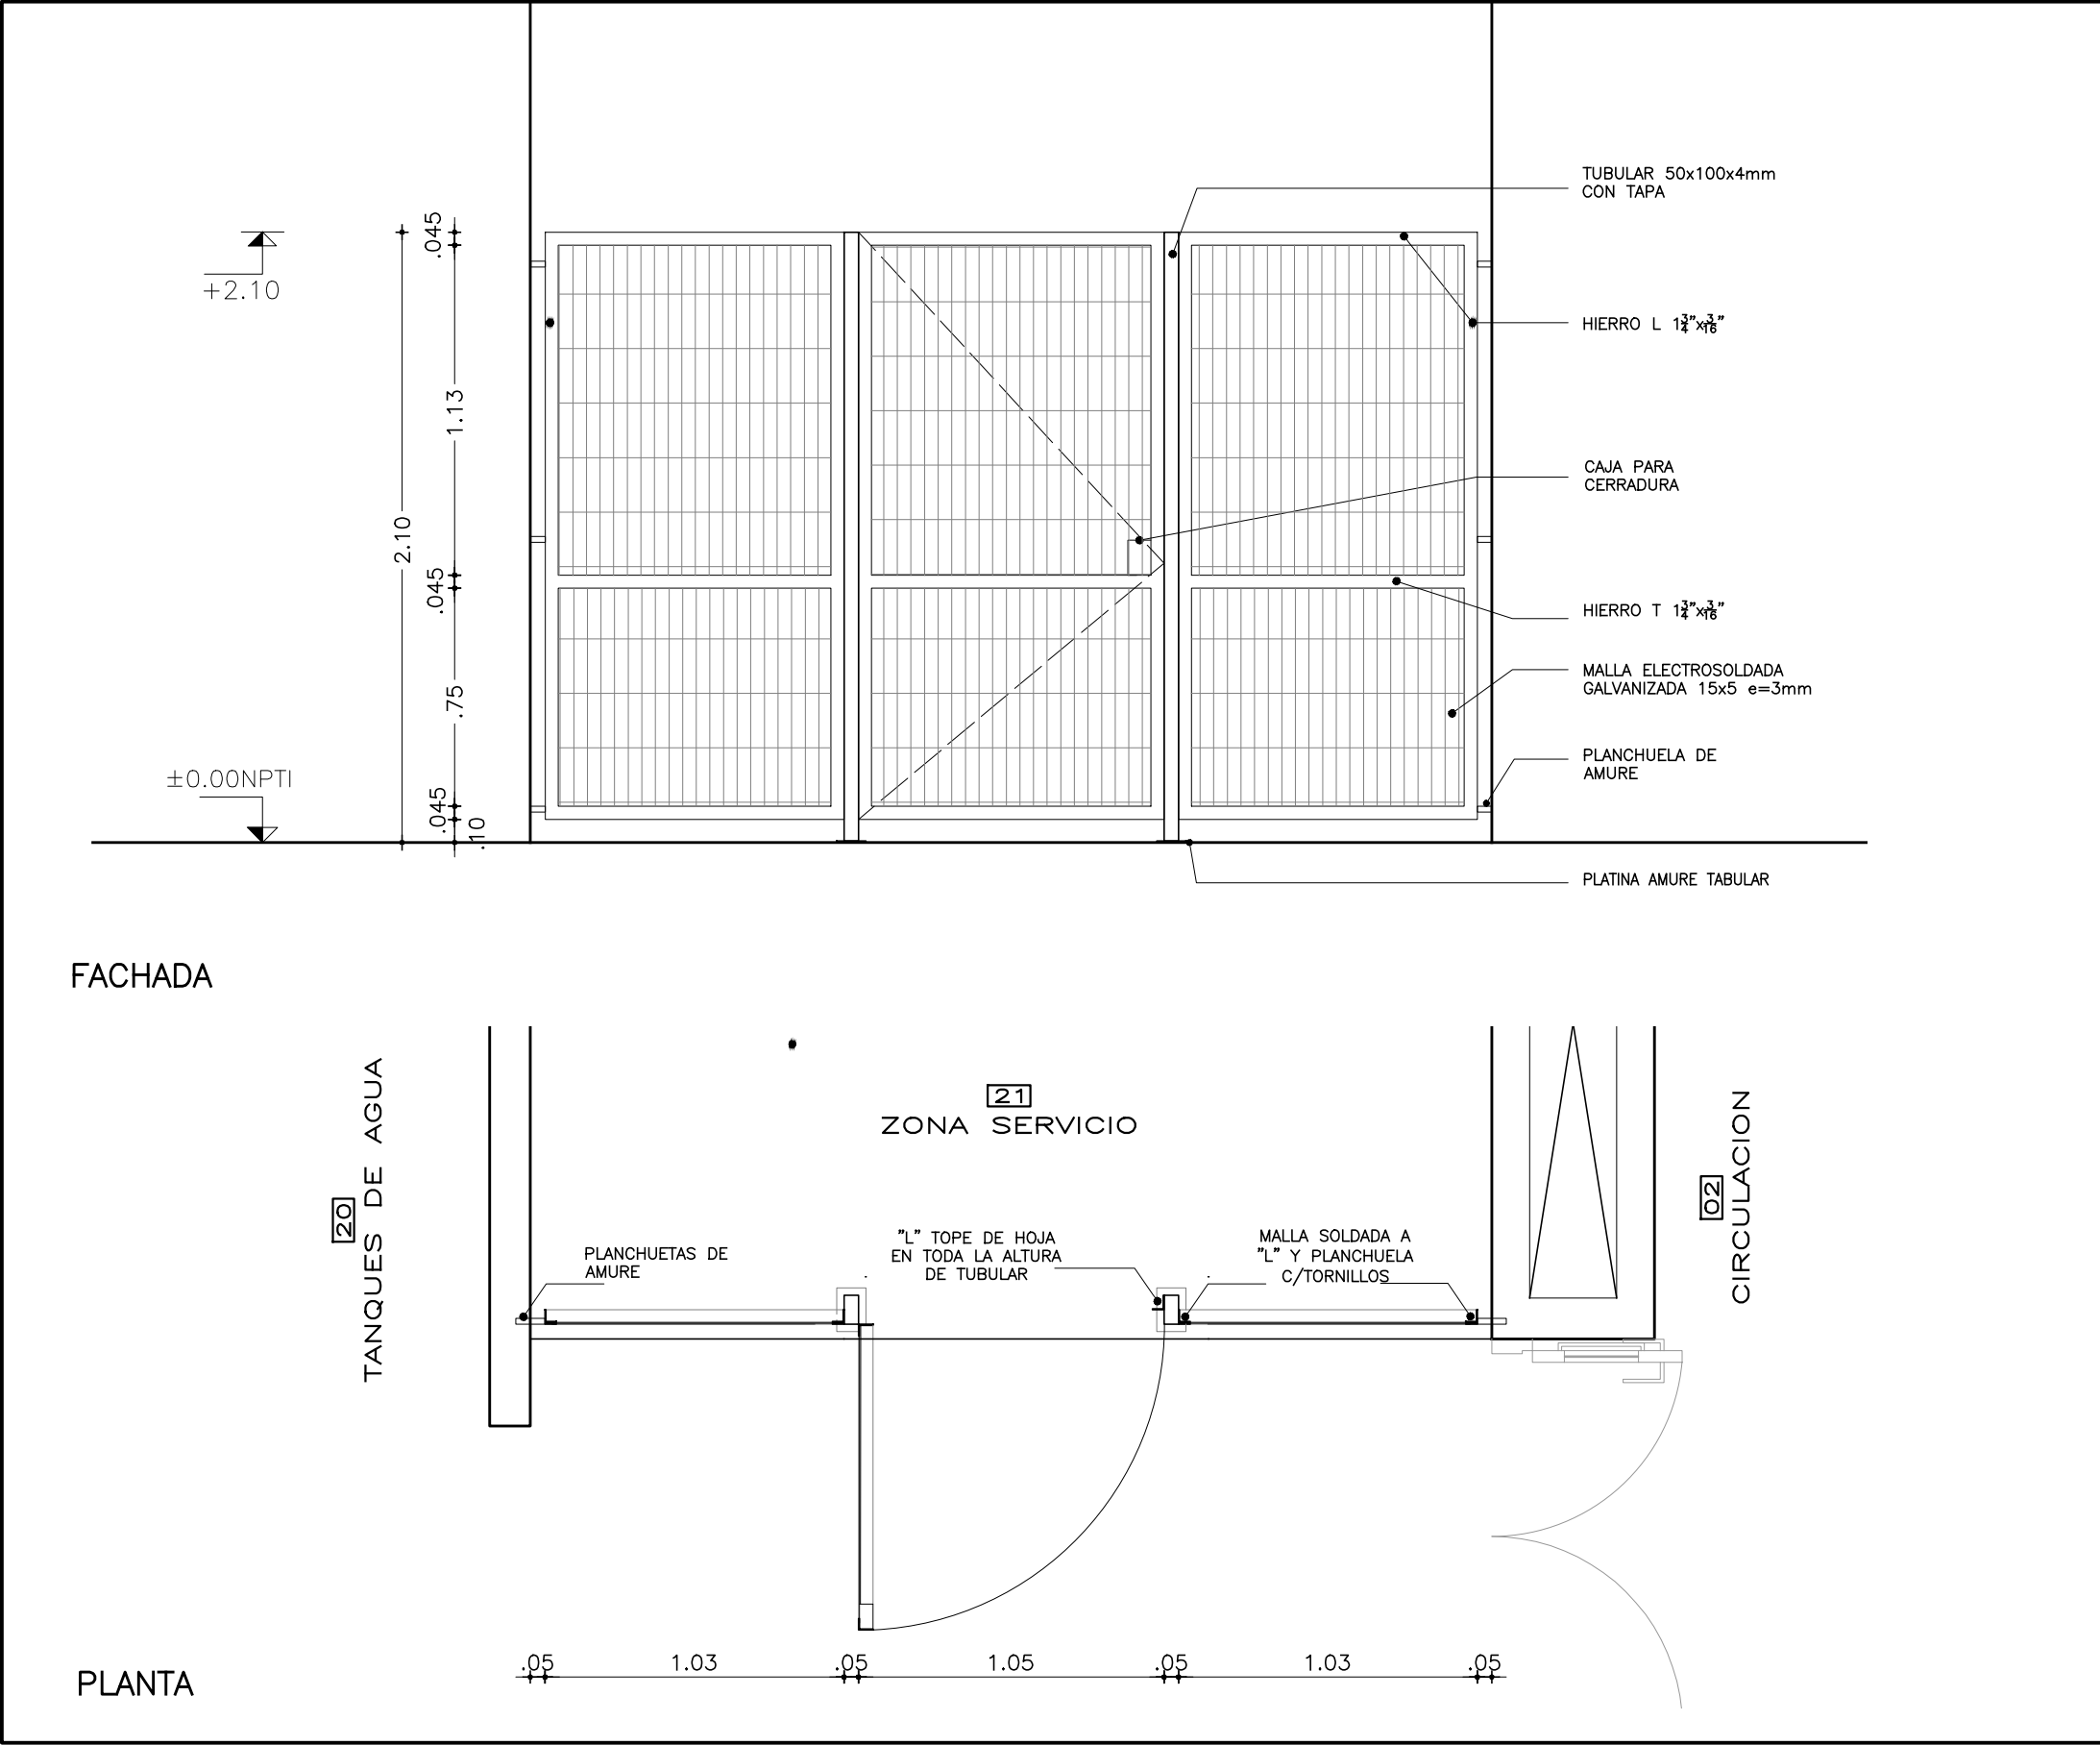 TUBULAR 50x100x4mm
CON TAPA
.045
+2.10
HIERRO L 1 3/4"x3/16"
1.13
CAJA PARA
CERRADURA
2.10
.045
HIERRO T 1 3/4"x3/16"
MALLA ELECTROSOLDADA
GALVANIZADA 15x5 e=3mm
.75
PLANCHUELA DE
AMURE
±0.00NPTI
.045
.10
PLATINA AMURE TABULAR
FACHADA
20
TANQUES DE AGUA
21
ZONA SERVICIO
02
CIRCULACION
PLANCHUETAS DE
AMURE
"L" TOPE DE HOJA
EN TODA LA ALTURA
DE TUBULAR
MALLA SOLDADA A
"L" Y PLANCHUELA
C/TORNILLOS
.05 1.03 .05 1.05 .05 1.03 .05
PLANTA